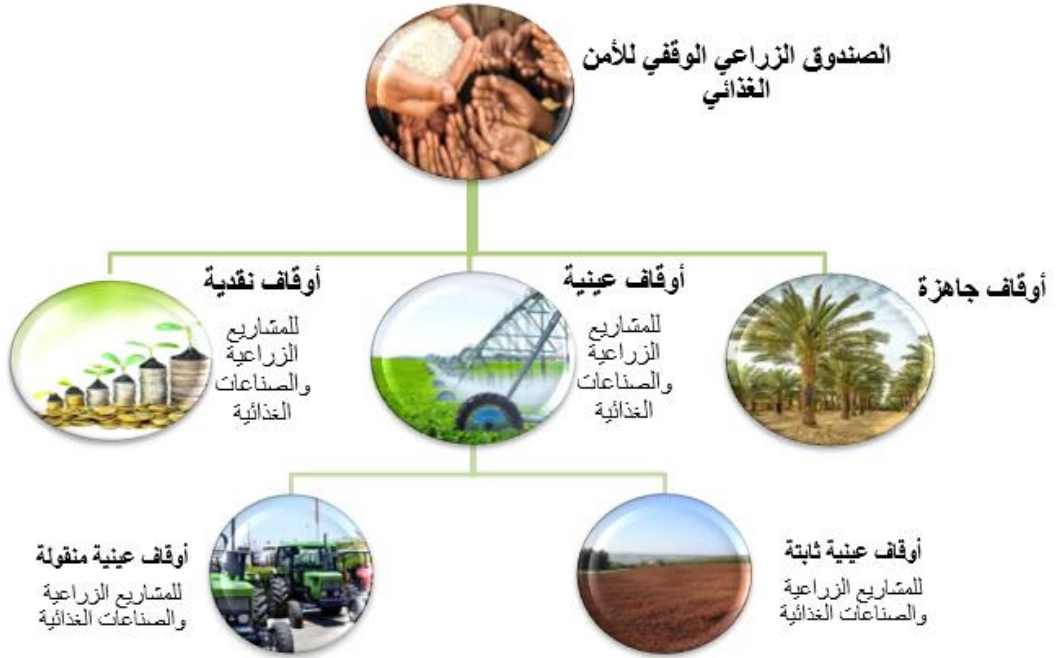 الصندوق الزراعي الوقفي للأمن
الغذائي
أوقاف جاهزة
أوقاف عينية
للمشاريع
الزراعية
والصناعات
الغذائية
أوقاف نقدية
للمشاريع
الزراعية
والصناعات
الغذائية
أوقاف عينية ثابتة
للمشاريع الزراعية
والصناعات الغذائية
أوقاف عينية منقولة
للمشاريع الزراعية
والصناعات الغذائية